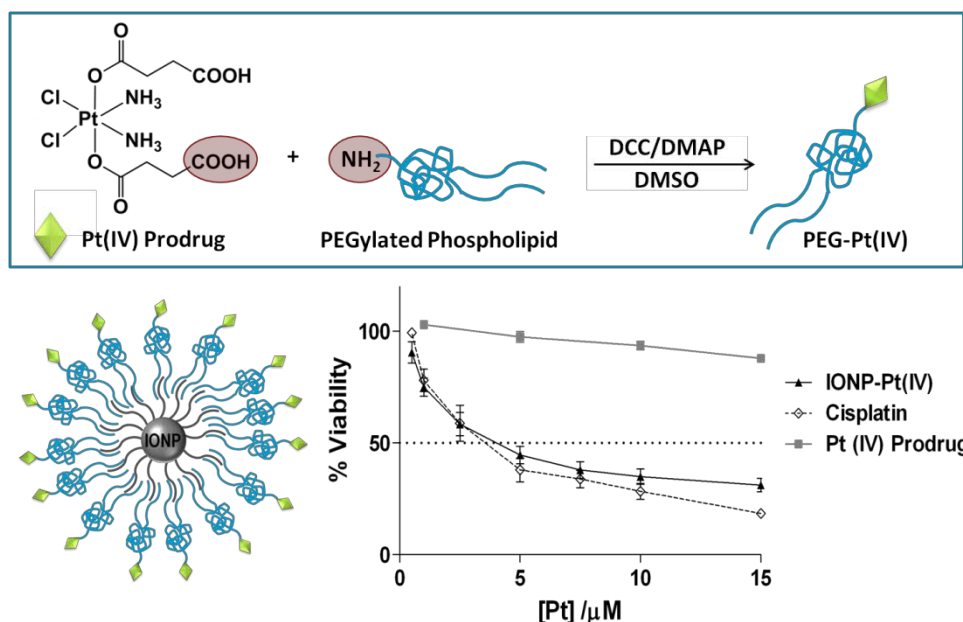 O
O
COOH
Cl
NH3
Pt
Cl
NH3
O
COOH
O
+
NH2
DCC/DMAP
DMSO
Pt(IV) Prodrug
PEGylated Phospholipid
PEG-Pt(IV)
IONP
% Viability
100
50
0
0
5
10
15
[Pt] /μM
IONP-Pt(IV)
Cisplatin
Pt (IV) Prodrug